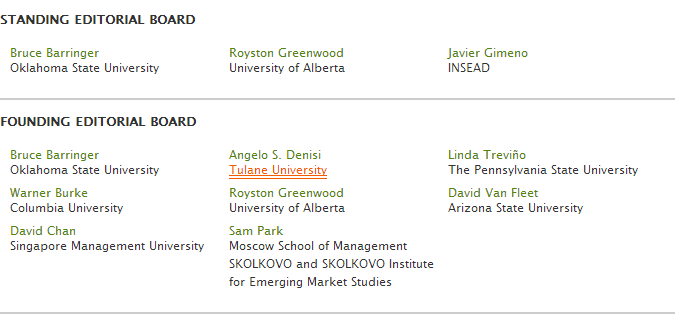 STANDING EDITORIAL BOARD
Bruce Barringer
Oklahoma State University
Royston Greenwood
University of Alberta
Javier Gimeno
INSEAD
FOUNDING EDITORIAL BOARD
Bruce Barringer
Oklahoma State University
Angelo S. Denisi
Tulane University
Linda Treviño
The Pennsylvania State University
Warner Burke
Columbia University
Royston Greenwood
University of Alberta
David Van Fleet
Arizona State University
David Chan
Singapore Management University
Sam Park
Moscow School of Management
SKOLKOVO and SKOLKOVO Institute
for Emerging Market Studies